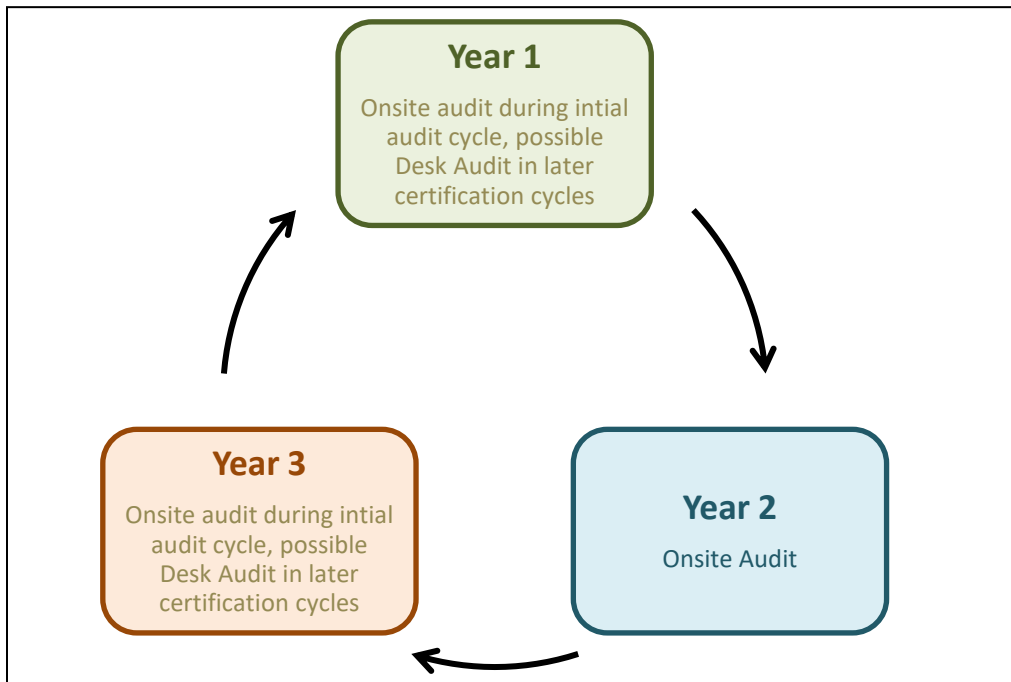 Year 1
Onsite audit during intial
audit cycle, possible
Desk Audit in later
certification cycles
Year 2
Onsite Audit
Year 3
Onsite audit during intial
audit cycle, possible
Desk Audit in later
certification cycles